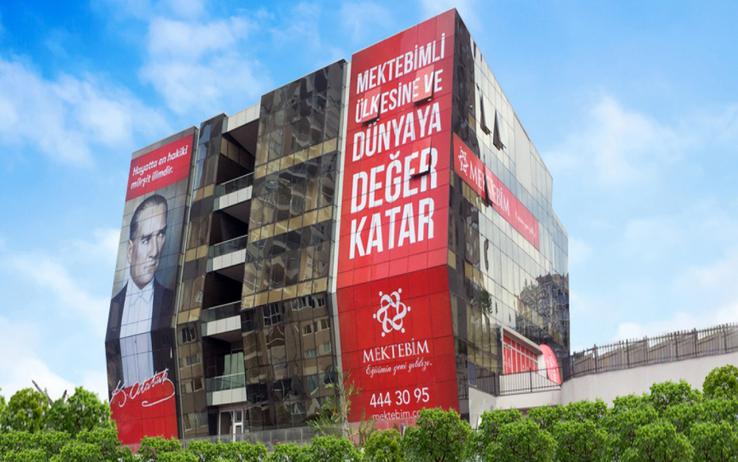 Hayatta en hakiki
mürşit ilimdir.
K. Atatürk
MEKTEBİMLİ
ÜLKESİNE VE
DÜNYAYA
DEĞER
KATAR
MEKTEBİM
Eğitimin yeni yıldızı.
444 30 95
mektebim.com
MEKTEBİM